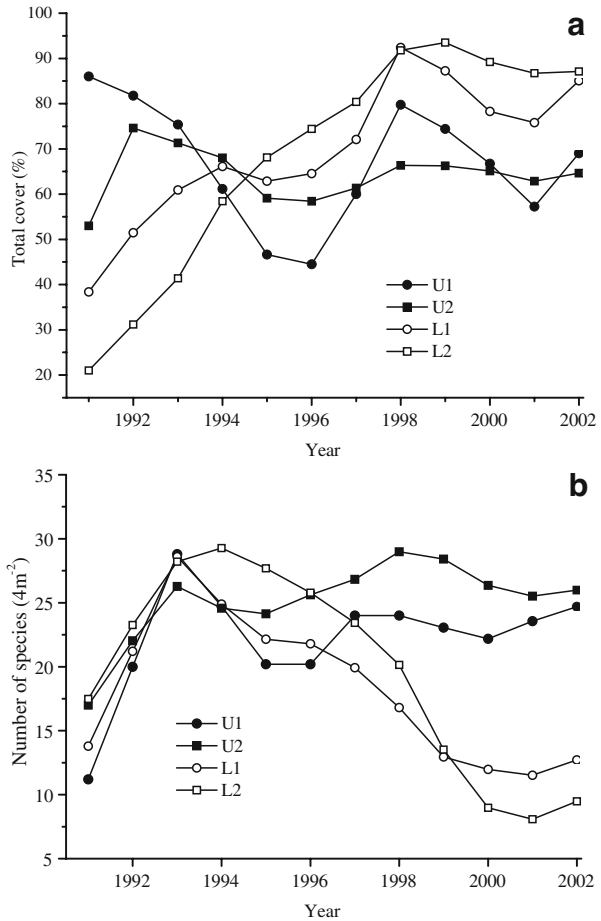 a
100
90
80
70
60
50
40
30
20
Total cover (%)
U1
U2
L1
L2
1992
1994
1996
1998
2000
2002
Year
b
35
30
25
20
15
10
5
Number of species (4m⁻²)
U1
U2
L1
L2
1992
1994
1996
1998
2000
2002
Year